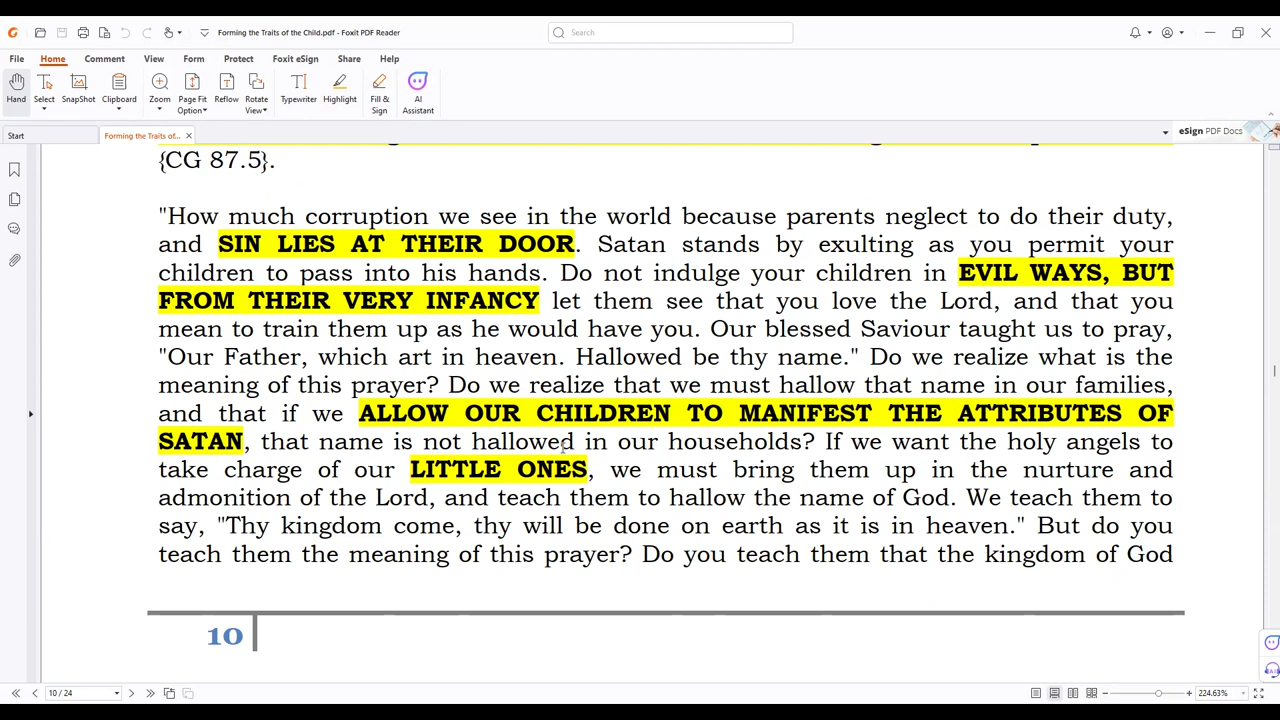 Forming the Traits of the Child.pdf - Foxit PDF Reader
Search
File Home Comment View Form Protect Foxit eSign Share Help
Hand Select SnapShot Clipboard Zoom Page Fit Option Reflow Rotate View Typewriter Highlight Fill & Sign AI Assistant
Start Forming the Traits of... eSign PDF Docs
{CG 87.5}.
"How much corruption we see in the world because parents neglect to do their duty,
and SIN LIES AT THEIR DOOR. Satan stands by exulting as you permit your
children to pass into his hands. Do not indulge your children in EVIL WAYS, BUT
FROM THEIR VERY INFANCY let them see that you love the Lord, and that you
mean to train them up as he would have you. Our blessed Saviour taught us to pray,
"Our Father, which art in heaven. Hallowed be thy name." Do we realize what is the
meaning of this prayer? Do we realize that we must hallow that name in our families,
and that if we ALLOW OUR CHILDREN TO MANIFEST THE ATTRIBUTES OF
SATAN, that name is not hallowed in our households? If we want the holy angels to
take charge of our LITTLE ONES, we must bring them up in the nurture and
admonition of the Lord, and teach them to hallow the name of God. We teach them to
say, "Thy kingdom come, thy will be done on earth as it is in heaven." But do you
teach them the meaning of this prayer? Do you teach them that the kingdom of God
10
10 / 24 224.63%